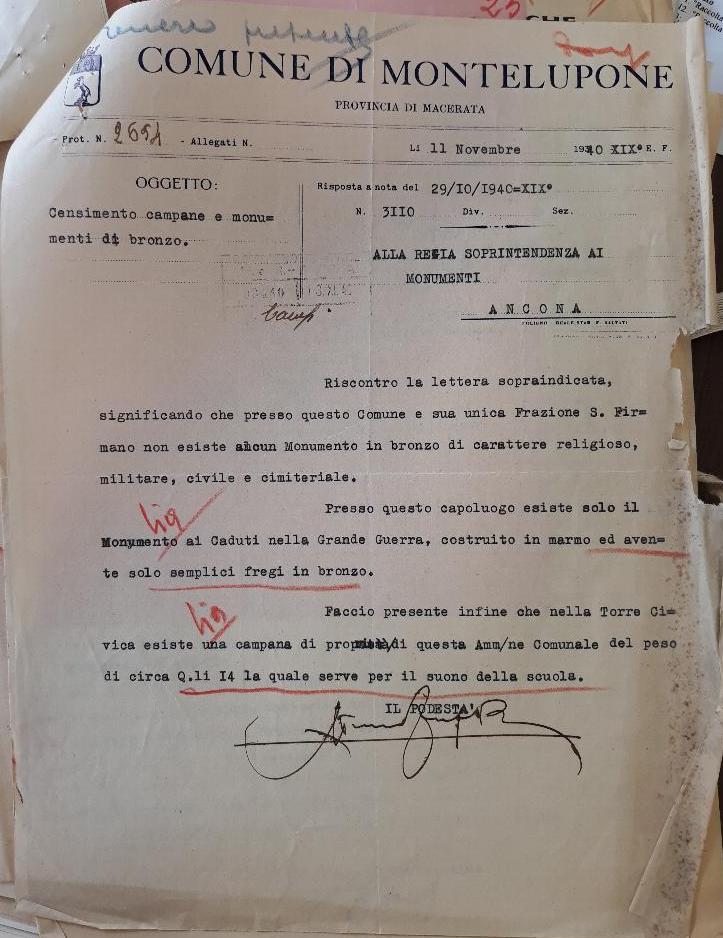 COMUNE DI MONTELUPONE
PROVINCIA DI MACERATA
Prot. N. 2654 - Allegati N.
Li 11 Novembre 1940 XIX° E. F.
OGGETTO:
Censimento campane e monu=
menti di bronzo.
Risposta a nota del 29/IO/I940=XIX°
N. 3IIO Div. Sez.
ALLA REGIA SOPRINTENDENZA AI
MONUMENTI
ANCONA
Riscontro la lettera sopraindicata,
significando che presso questo Comune e sua unica Frazione S. Fir=
mano non esiste alcun Monumento in bronzo di carattere religioso,
militare, civile e cimiteriale.
Presso questo capoluogo esiste solo il
Monumento ai Caduti nella Grande Guerra, costruito in marmo ed aven=
te solo semplici fregi in bronzo.
Faccio presente infine che nella Torre Ci=
vica esiste una campana di proprietà di questa Amm/ne Comunale del peso
di circa Q.li I4 la quale serve per il suono della scuola.
IL PODESTA'